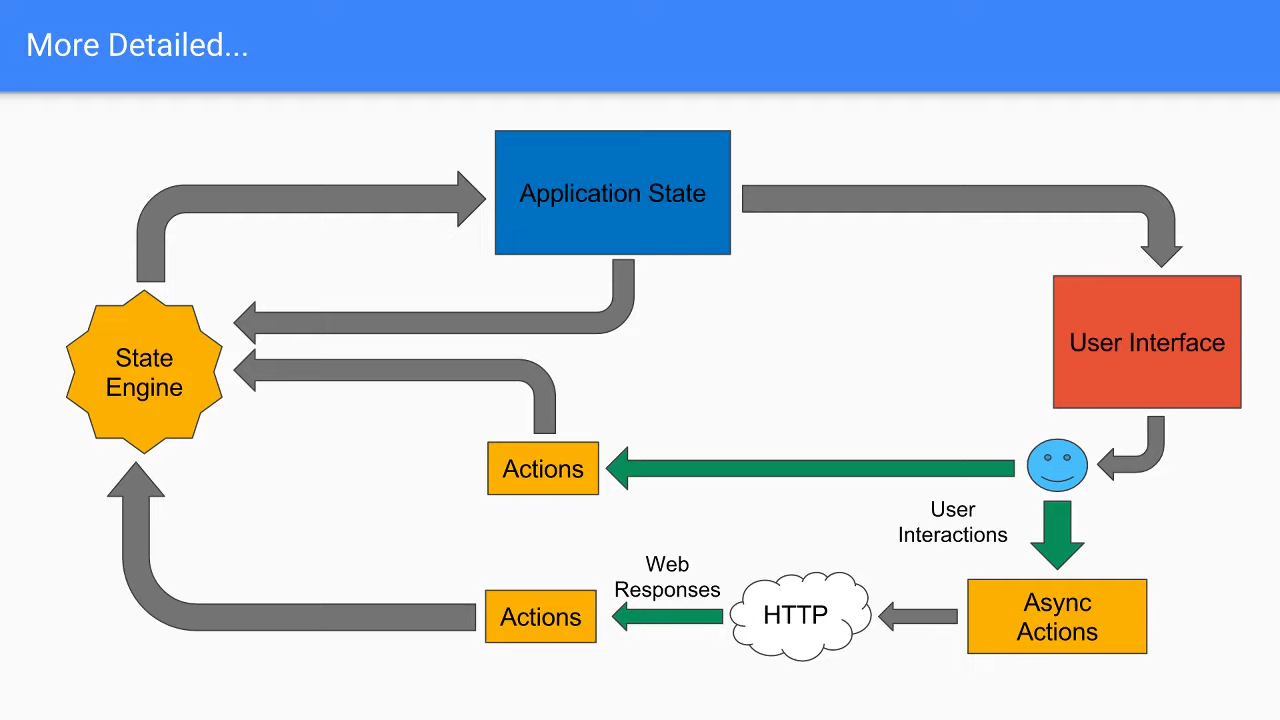 More Detailed...
Application State
State
Engine
User Interface
Actions
User
Interactions
Web
Responses
Actions
HTTP
Async
Actions